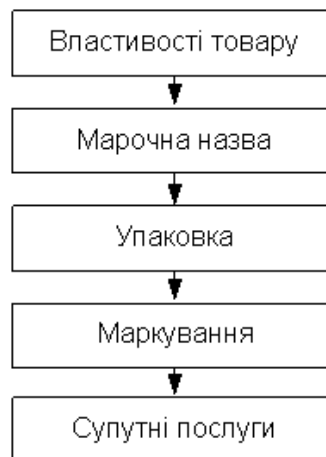 Властивості товару
Марочна назва
Упаковка
Маркування
Супутні послуги